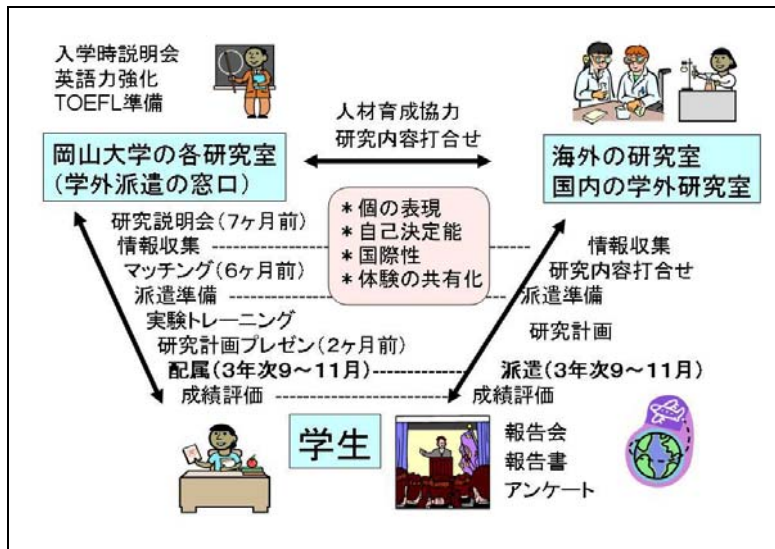 入学時説明会
英語力強化
TOEFL準備
人材育成協力
研究内容打合せ
岡山大学の各研究室
(学外派遣の窓口)
海外の研究室
国内の学外研究室
研究説明会(7ヶ月前)
情報収集
マッチング(6ヶ月前)
派遣準備
実験トレーニング
研究計画プレゼン(2ヶ月前)
配属(3年次9~11月)
成績評価
*個の表現
*自己決定能
*国際性
*体験の共有化
情報収集
研究内容打合せ
派遣準備
研究計画
派遣(3年次9~11月)
成績評価
学生
報告会
報告書
アンケート